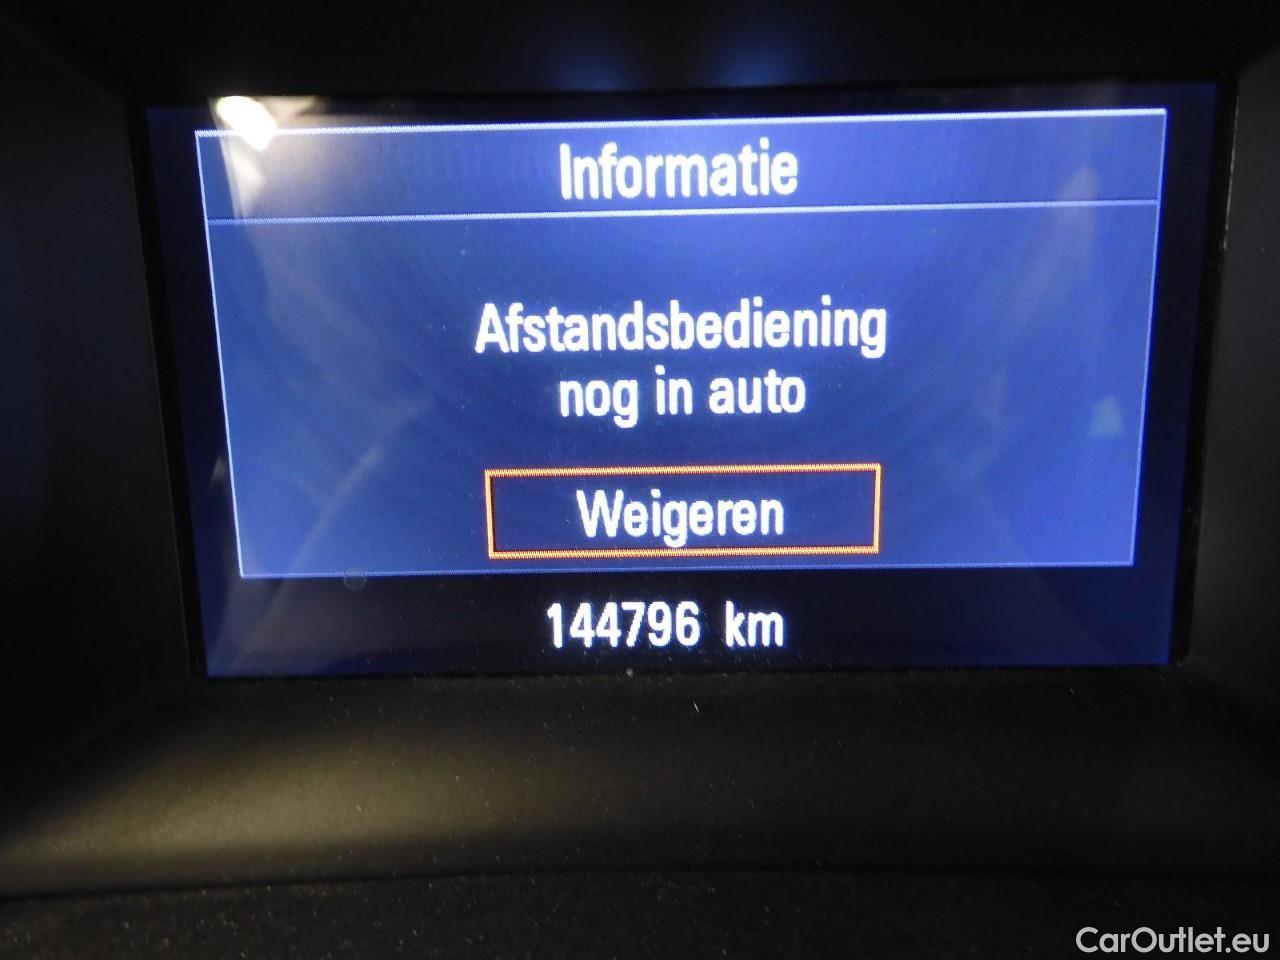 Informatie
Afstandsbediening
nog in auto
Weigeren
144796 km
CarOutlet.eu